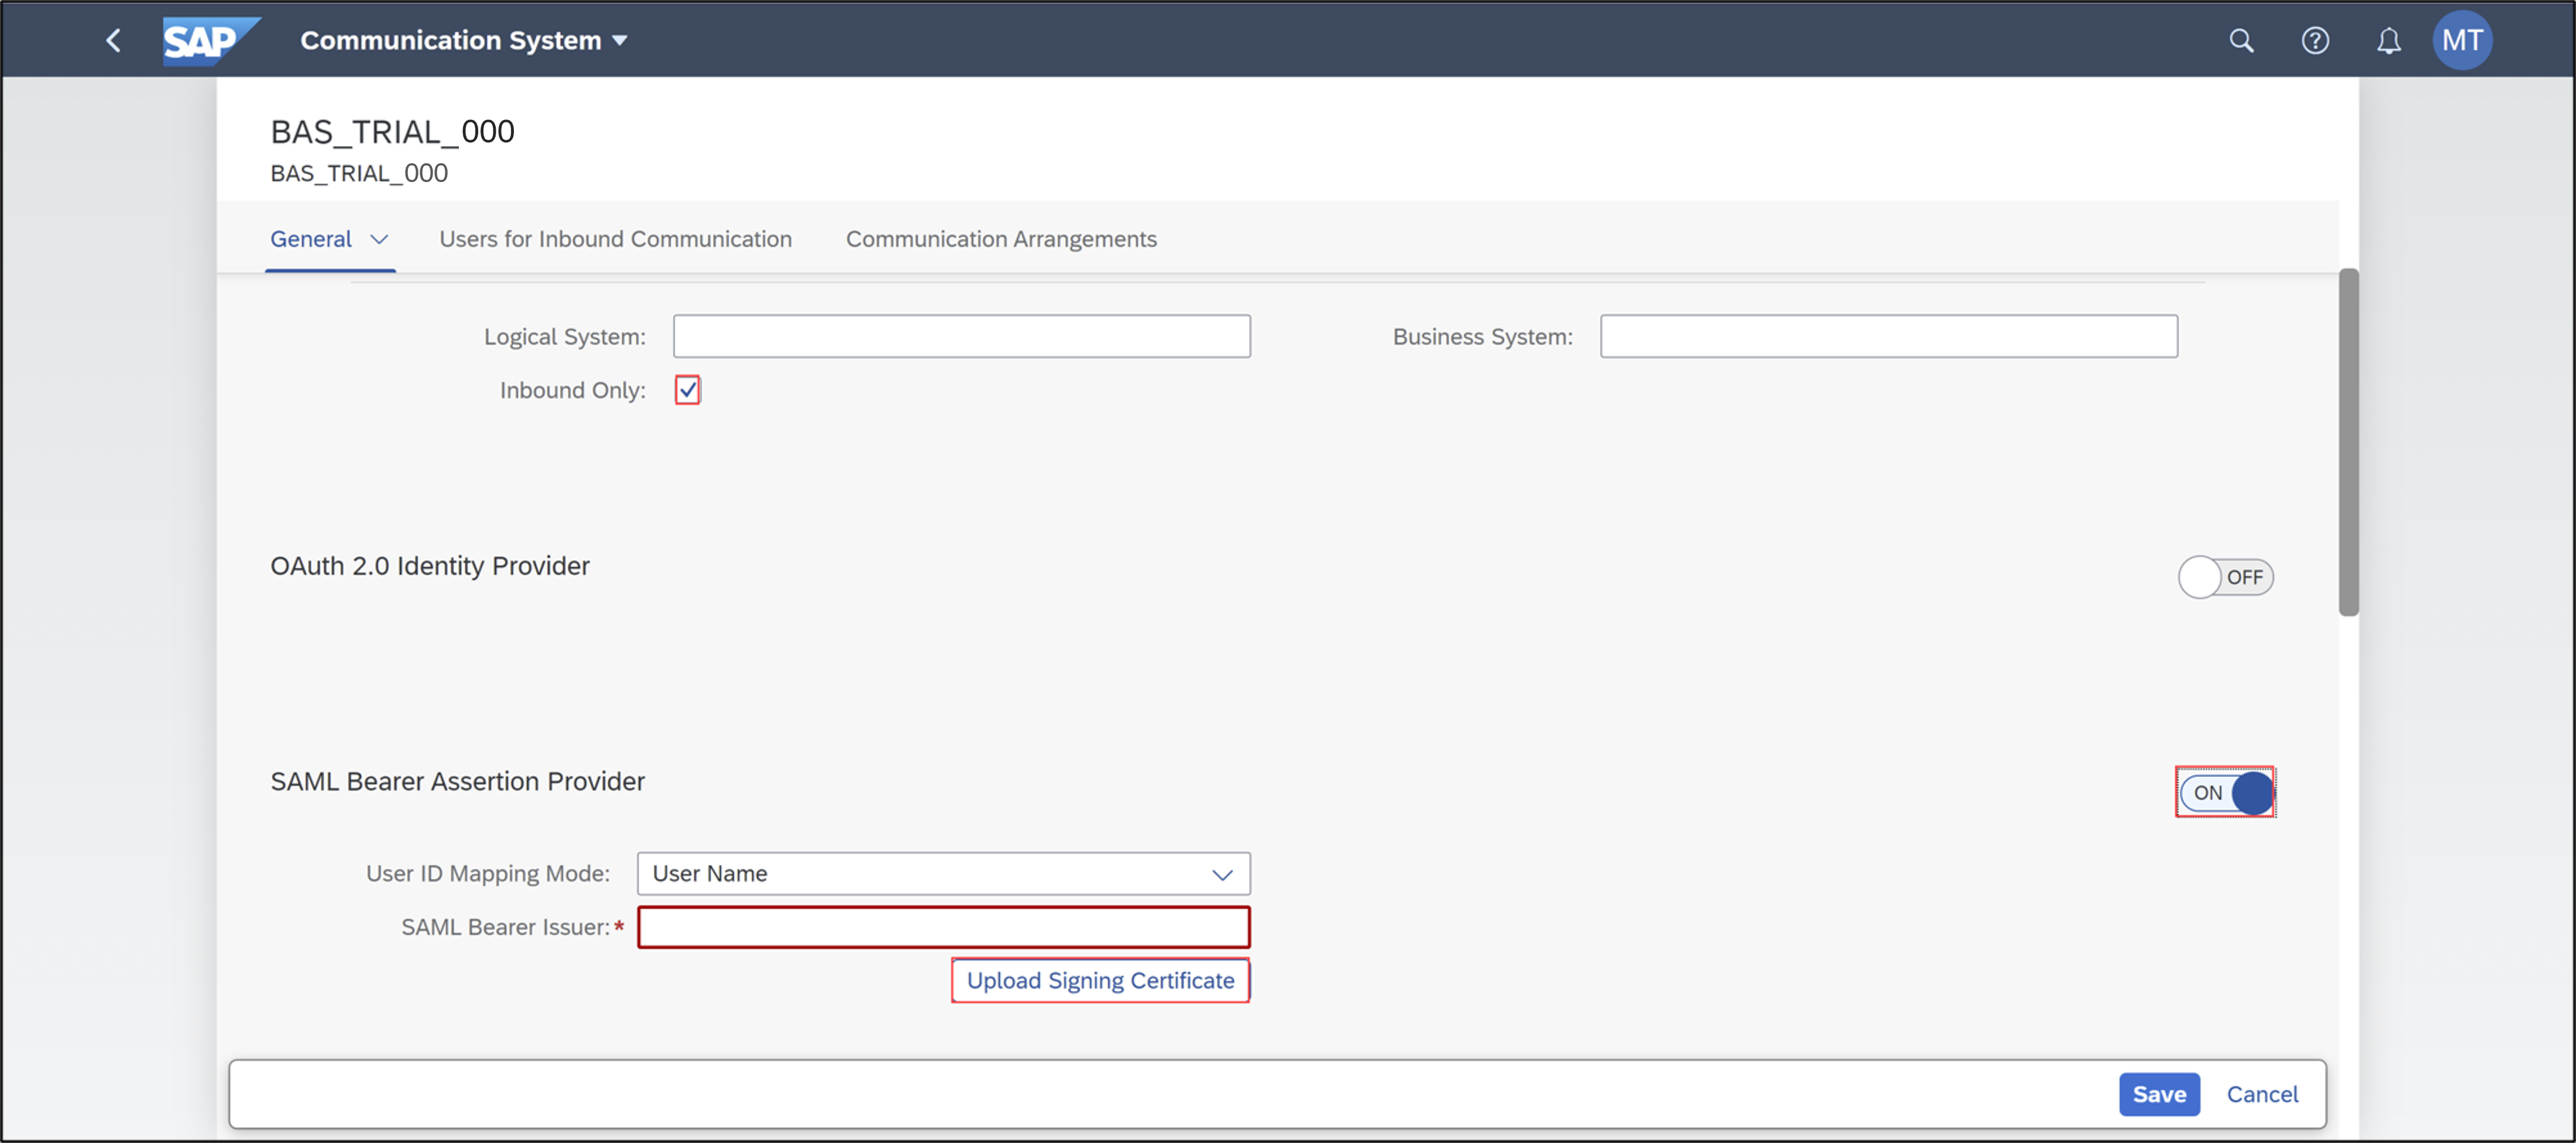 SAP Communication System MT
BAS_TRIAL_000
BAS_TRIAL_000
General Users for Inbound Communication Communication Arrangements
Logical System: Business System:
Inbound Only:
OAuth 2.0 Identity Provider OFF
SAML Bearer Assertion Provider ON
User ID Mapping Mode: User Name
SAML Bearer Issuer:*
Upload Signing Certificate
Save Cancel